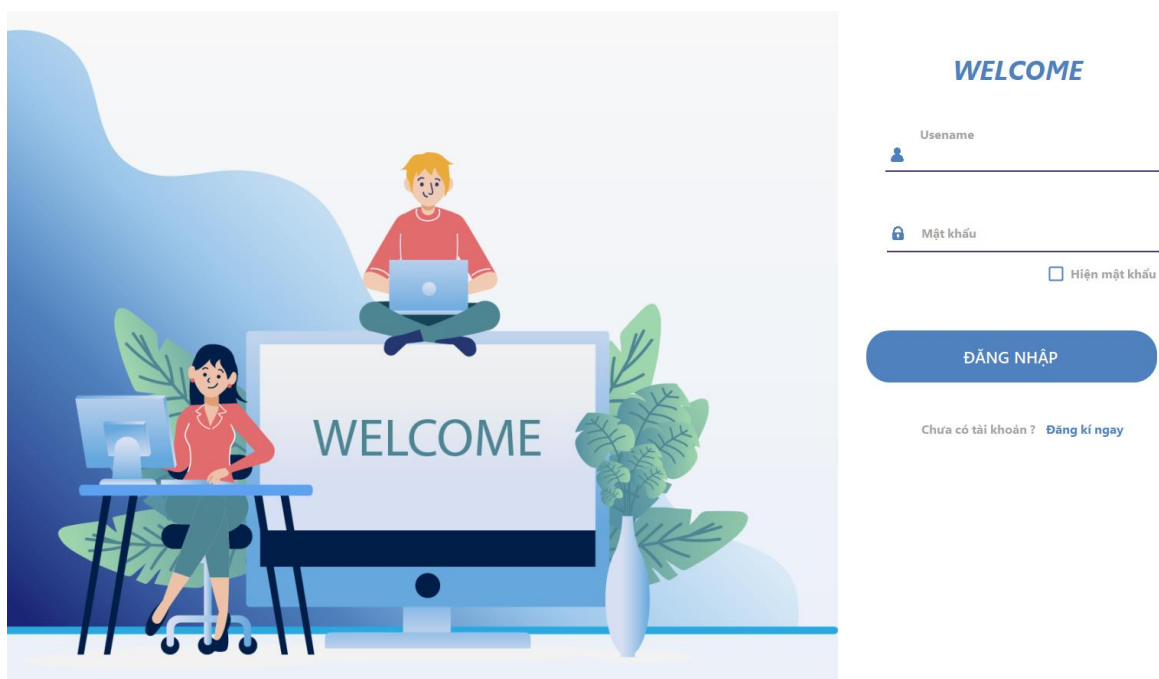 WELCOME
WELCOME
Usename
Mật khẩu
Hiện mật khẩu
ĐĂNG NHẬP
Chưa có tài khoản ? Đăng kí ngay